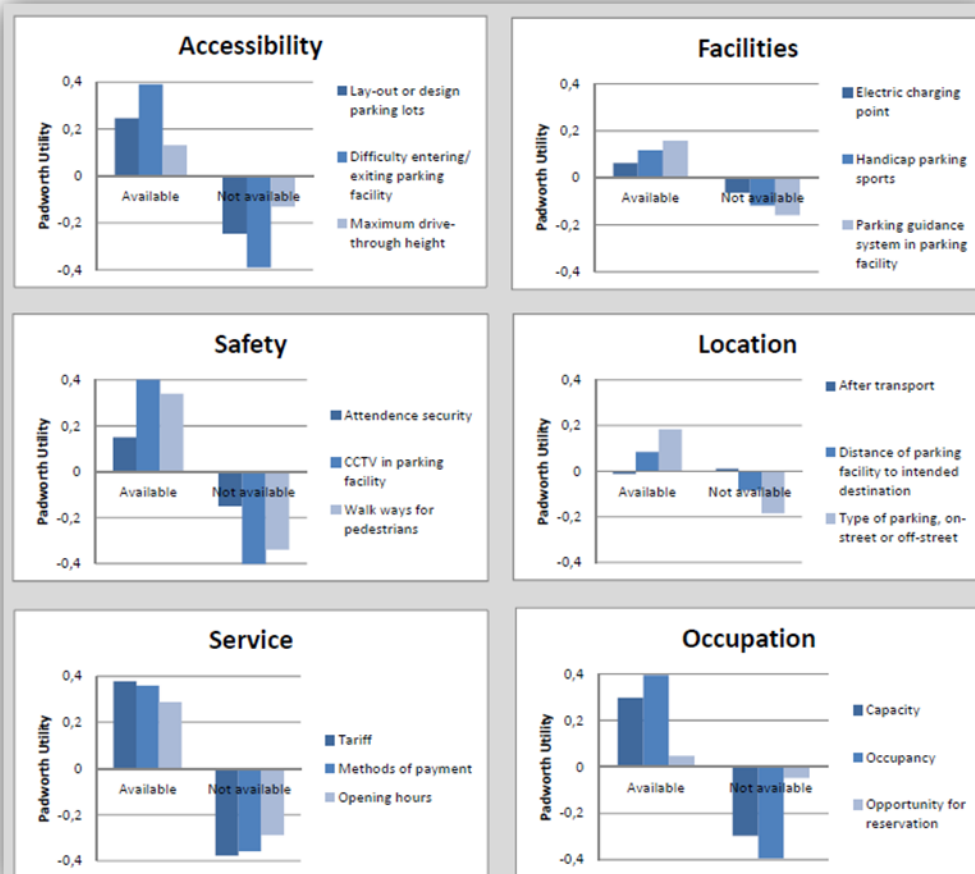 Accessibility
Padworth Utility
0,4
0,2
0
-0,2
-0,4
Available
Not available
Lay-out or design
parking lots
Difficulty entering/
exiting parking
facility
Maximum drive-
through height
Facilities
Padworth Utility
0,4
0,2
0
-0,2
-0,4
Available
Not available
Electric charging
point
Handicap parking
sports
Parking guidance
system in parking
facility
Safety
Padworth Utility
0,4
0,2
0
-0,2
-0,4
Available
Not available
Attendence security
CCTV in parking
facility
Walk ways for
pedestrians
Location
Padworth Utility
0,4
0,2
0
-0,2
-0,4
Available
Not available
After transport
Distance of parking
facility to intended
destination
Type of parking, on-
street or off-street
Service
Padworth Utility
0,4
0,2
0
-0,2
-0,4
Available
Not available
Tariff
Methods of payment
Opening hours
Occupation
Padworth Utility
0,4
0,2
0
-0,2
-0,4
Available
Not available
Capacity
Occupancy
Opportunity for
reservation